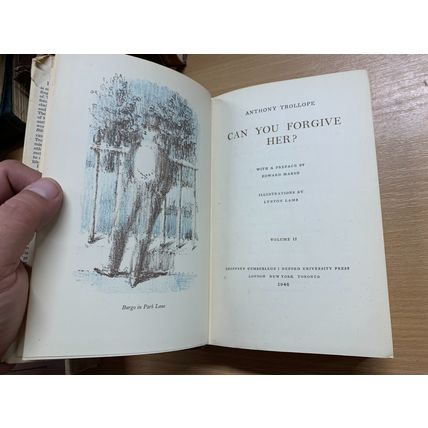 Burgo in Park Lane
ANTHONY TROLLOPE
CAN YOU FORGIVE
HER?
WITH A PREFACE BY
EDWARD MARSH
ILLUSTRATIONS BY
LYNTON LAMB
VOLUME II
GEOFFREY CUMBERLEGE / OXFORD UNIVERSITY PRESS
LONDON NEW YORK TORONTO
1948